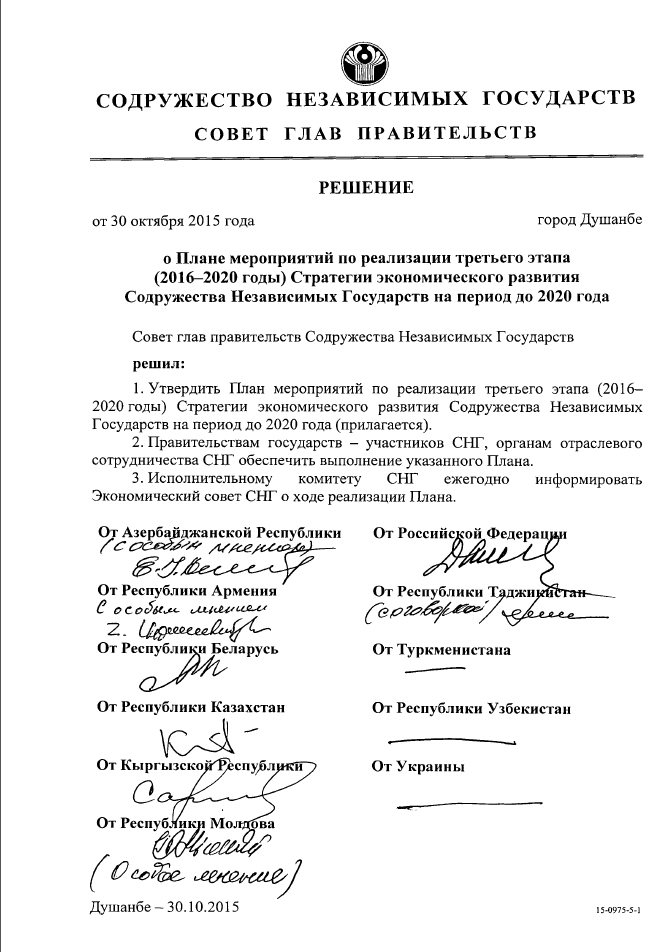 СОДРУЖЕСТВО НЕЗАВИСИМЫХ ГОСУДАРСТВ
СОВЕТ ГЛАВ ПРАВИТЕЛЬСТВ
РЕШЕНИЕ
от 30 октября 2015 года город Душанбе
о Плане мероприятий по реализации третьего этапа
(2016–2020 годы) Стратегии экономического развития
Содружества Независимых Государств на период до 2020 года
Совет глав правительств Содружества Независимых Государств
решил:
1. Утвердить План мероприятий по реализации третьего этапа (2016–
2020 годы) Стратегии экономического развития Содружества Независимых
Государств на период до 2020 года (прилагается).
2. Правительствам государств – участников СНГ, органам отраслевого
сотрудничества СНГ обеспечить выполнение указанного Плана.
3. Исполнительному комитету СНГ ежегодно информировать
Экономический совет СНГ о ходе реализации Плана.
От Азербайджанской Республики От Российской Федерации
(с особым мнением)
От Республики Армения От Республики Таджикистан
С особым мнением (с оговоркой)
От Республики Беларусь От Туркменистана
От Республики Казахстан От Республики Узбекистан
От Кыргызской Республики От Украины
От Республики Молдова
(Особое мнение)
Душанбе – 30.10.2015 15-0975-5-1